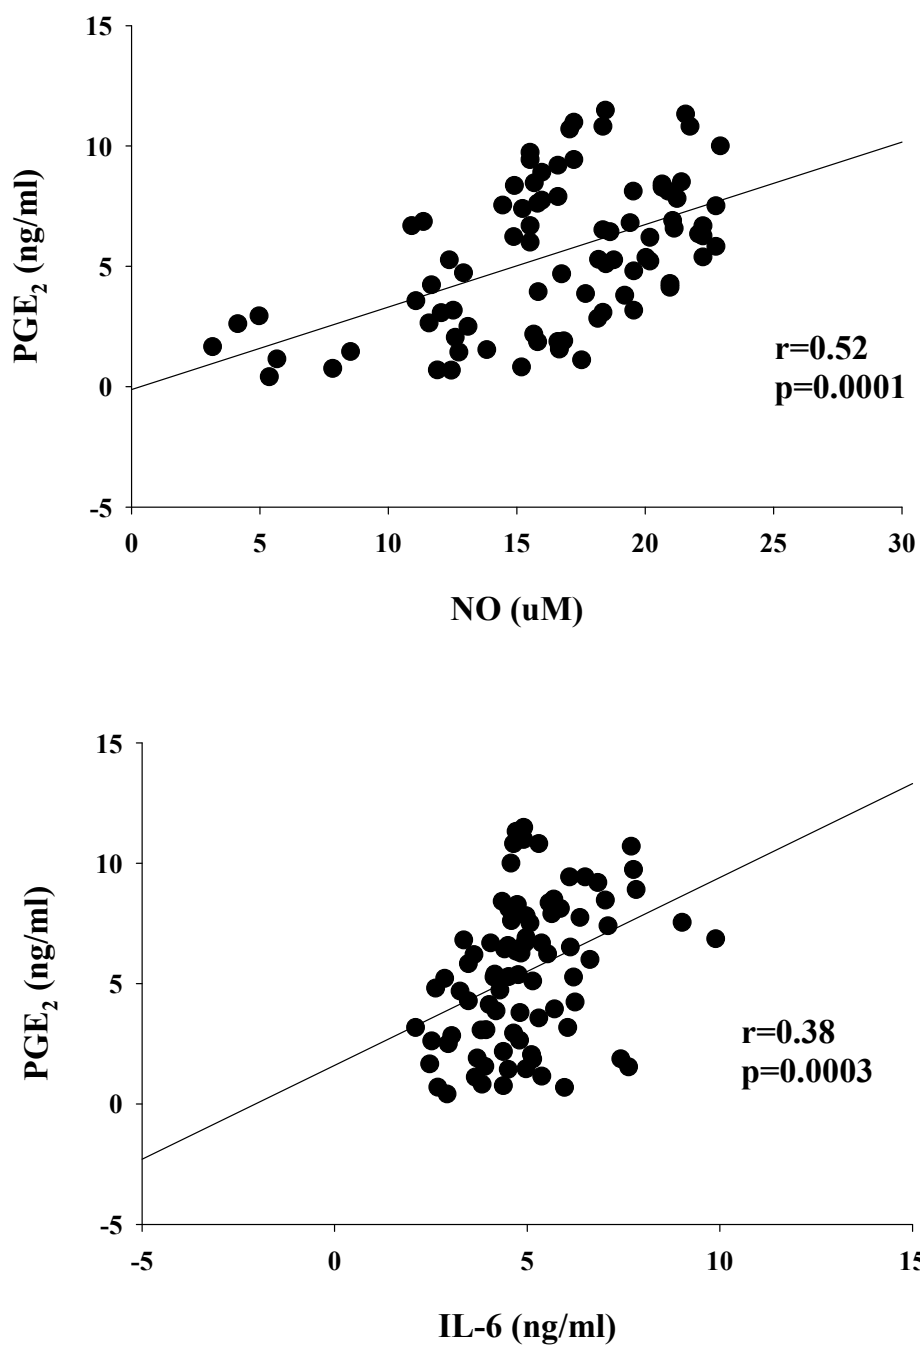 15
10
5
0
-5
PGE₂ (ng/ml)
r=0.52
p=0.0001
0 5 10 15 20 25 30
NO (uM)
15
10
5
0
-5
PGE₂ (ng/ml)
r=0.38
p=0.0003
-5 0 5 10 15
IL-6 (ng/ml)